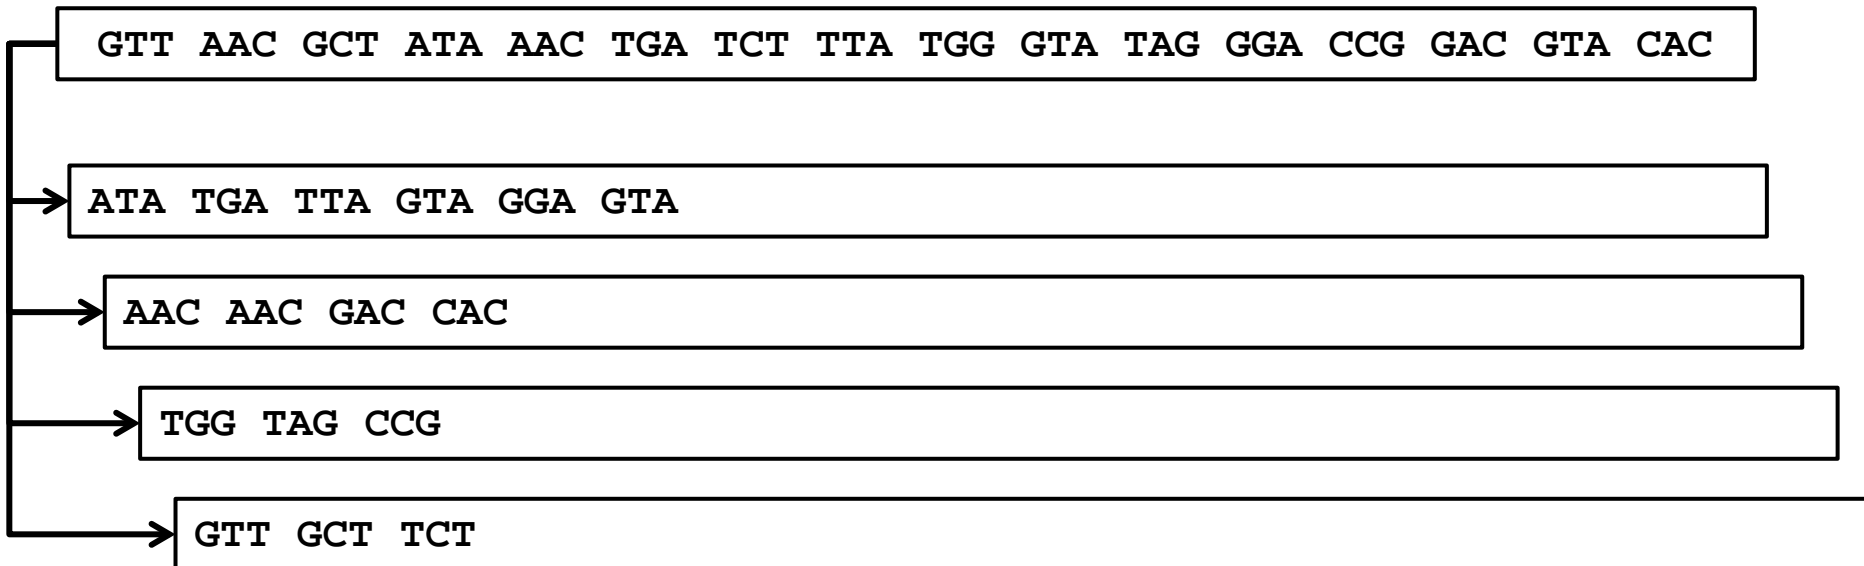 GTT AAC GCT ATA AAC TGA TCT TTA TGG GTA TAG GGA CCG GAC GTA CAC
ATA TGA TTA GTA GGA GTA
AAC AAC GAC CAC
TGG TAG CCG
GTT GCT TCT